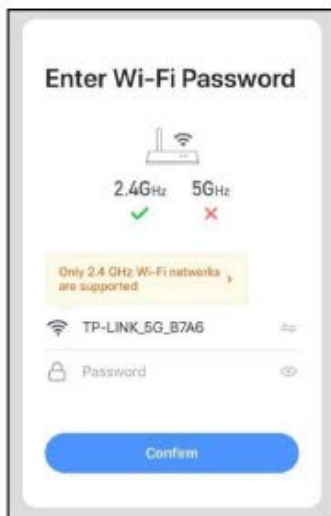 Enter Wi-Fi Password
2.4GHz 5GHz
Only 2.4 GHz Wi-Fi networks
are supported
TP-LINK_5G_B7A6
Password
Confirm